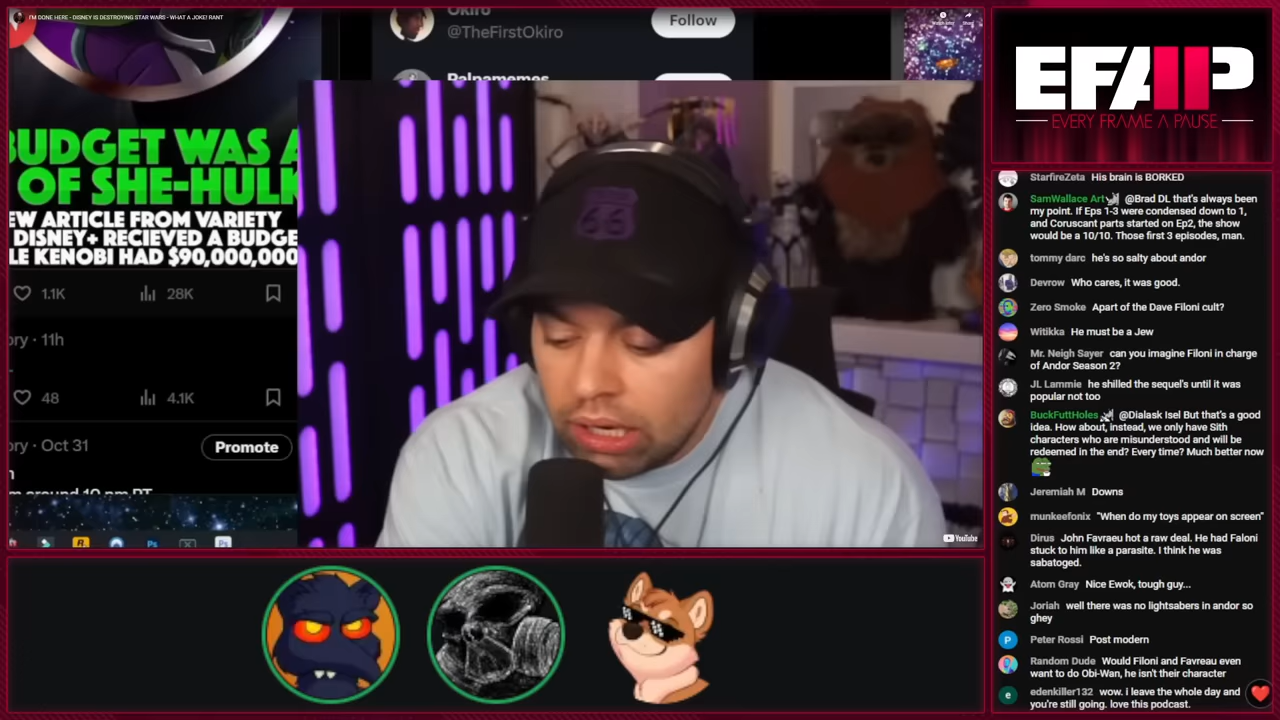 I'M DONE HERE - DISNEY IS DESTROYING STAR WARS - WHAT A JOKE! RANT
Okiro
@TheFirstOkiro
Follow
Palpamemes
BUDGET WAS A
OF SHE-HULK
EW ARTICLE FROM VARIETY
DISNEY+ RECIEVED A BUDGE
LE KENOBI HAD $90,000,000
1.1K
28K
ory · 11h
48
4.1K
ory · Oct 31
Promote
m around 10 pm PT
66
YouTube
EFAP
EVERY FRAME A PAUSE
StarfireZeta His brain is BORKED
SamWallace Art @Brad DL that's always been
my point. If Eps 1-3 were condensed down to 1,
and Coruscant parts started on Ep2, the show
would be a 10/10. Those first 3 episodes, man.
tommy darc he's so salty about andor
Devrow Who cares, it was good.
Zero Smoke Apart of the Dave Filoni cult?
Witikka He must be a Jew
Mr. Neigh Sayer can you imagine Filoni in charge
of Andor Season 2?
JL Lammie he shilled the sequel's until it was
popular not too
BuckFuttHoles @Dialask Isel But that's a good
idea. How about, instead, we only have Sith
characters who are misunderstood and will be
redeemed in the end? Every time? Much better now
Jeremiah M Downs
munkeefonix "When do my toys appear on screen"
Dirus John Favraeu hot a raw deal. He had Faloni
stuck to him like a parasite. I think he was
sabatoged.
Atom Gray Nice Ewok, tough guy...
Joriah well there was no lightsabers in andor so
ghey
P
Peter Rossi Post modern
Random Dude Would Filoni and Favreau even
want to do Obi-Wan, he isn't their character
e
edenkiller132 wow. i leave the whole day and
you're still going. love this podcast.